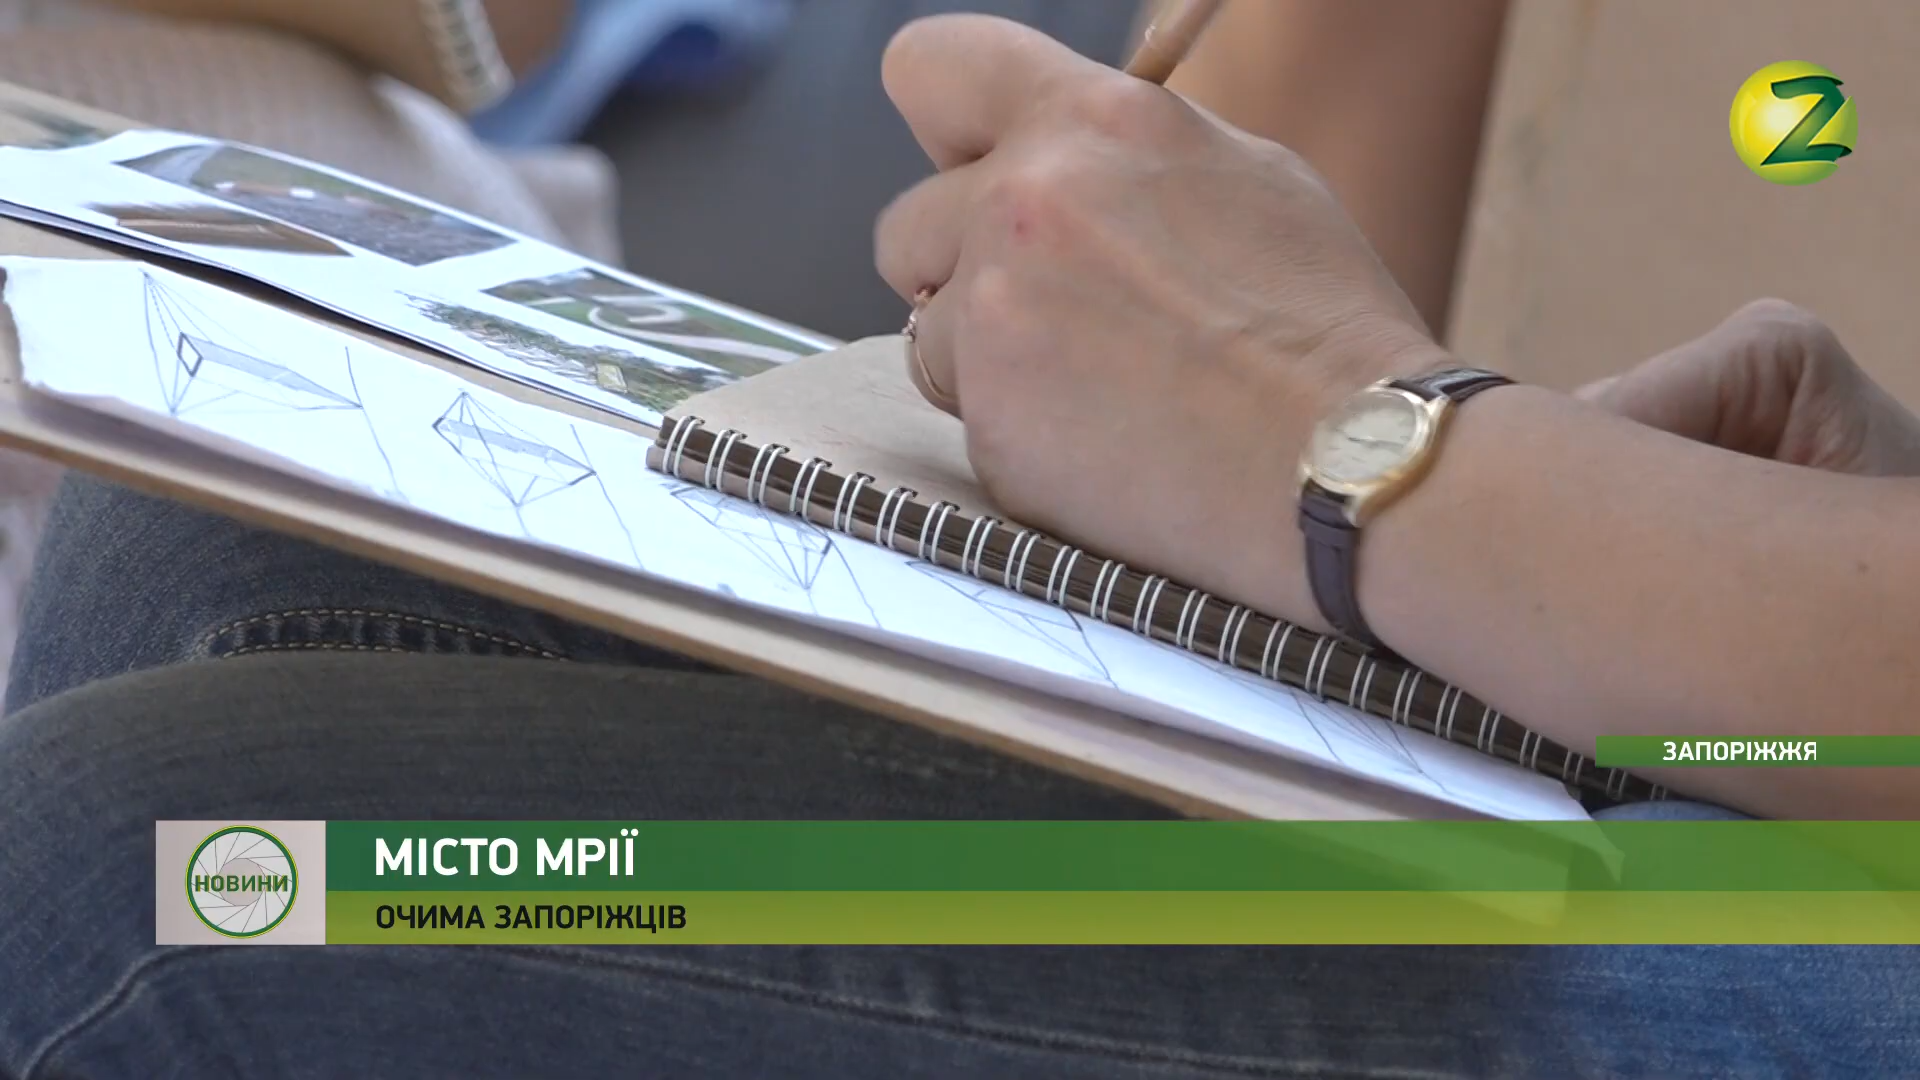 Z
ЗАПОРІЖЖЯ
НОВИНИ
МІСТО МРІЇ
ОЧИМА ЗАПОРІЖЦІВ